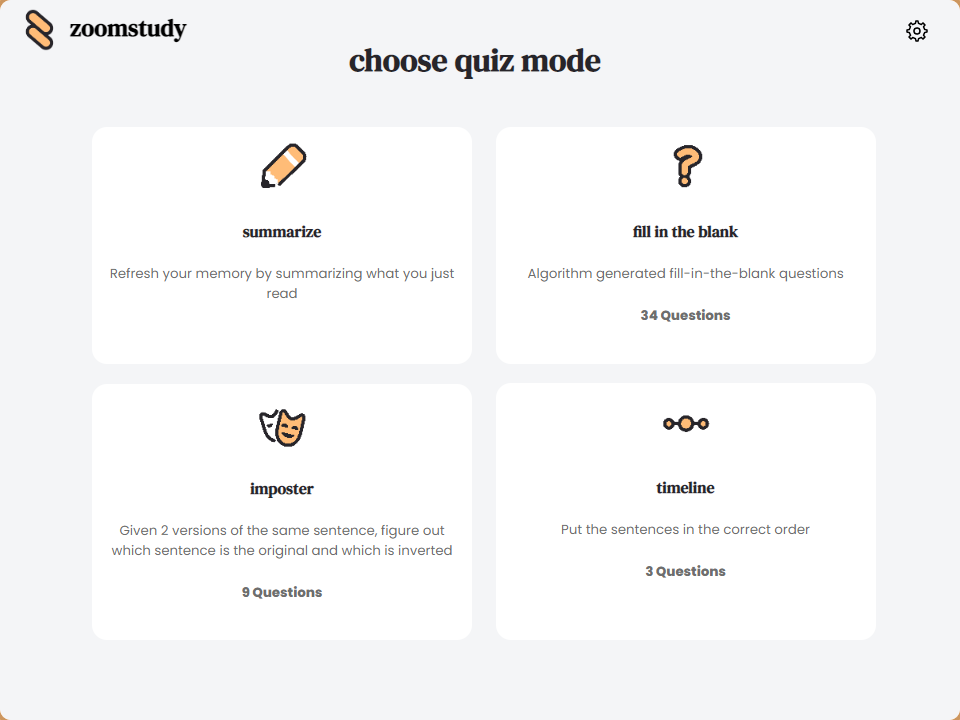 zoomstudy
choose quiz mode
summarize
Refresh your memory by summarizing what you just
read
fill in the blank
Algorithm generated fill-in-the-blank questions
34 Questions
imposter
Given 2 versions of the same sentence, figure out
which sentence is the original and which is inverted
9 Questions
timeline
Put the sentences in the correct order
3 Questions